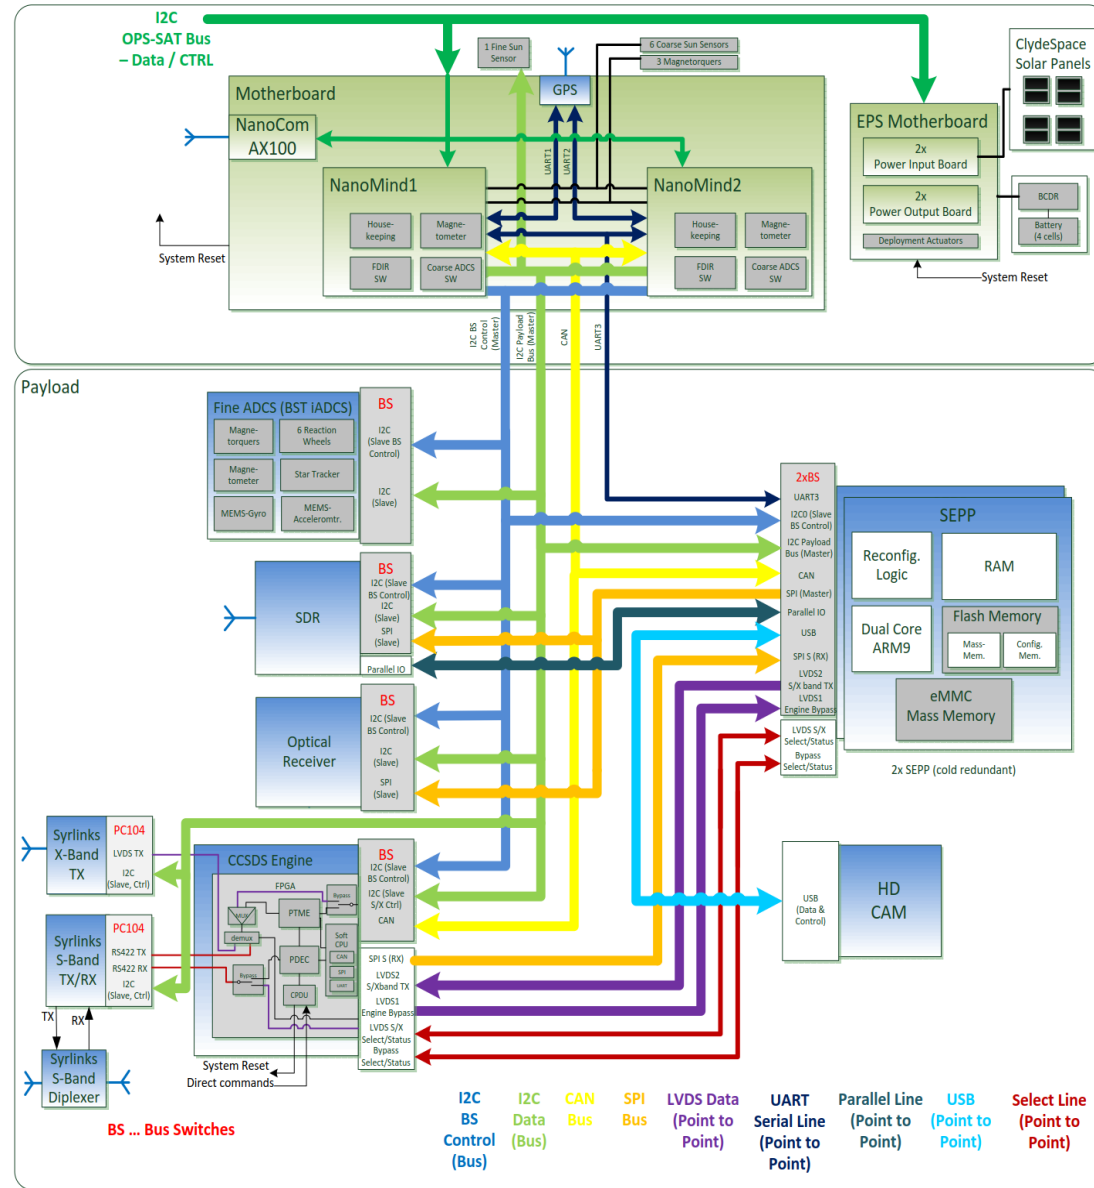 I2C
OPS-SAT Bus
– Data / CTRL
1 Fine Sun
Sensor
6 Coarse Sun Sensors
3 Magnetorquers
ClydeSpace
Solar Panels
Motherboard
GPS
NanoCom
AX100
EPS Motherboard
2x
Power Input Board
2x
Power Output Board
Deployment Actuators
BCDR
Battery
(4 cells)
System Reset
System Reset
UART1
UART2
NanoMind1
House-
keeping
Magne-
tometer
FDIR
SW
Coarse ADCS
SW
NanoMind2
House-
keeping
Magne-
tometer
FDIR
SW
Coarse ADCS
SW
I2C BS
Control
(Master)
I2C Payload
Bus (Master)
CAN
UART3
Payload
Fine ADCS (BST iADCS)
Magne-
torquers
6 Reaction
Wheels
Magne-
tometer
Star Tracker
MEMS-Gyro
MEMS-
Acceleromtr.
BS
I2C
(Slave BS
Control)
I2C
(Slave)
SDR
BS
I2C (Slave
BS Control)
I2C
(Slave)
SPI
(Slave)
Parallel IO
Optical
Receiver
BS
I2C (Slave
BS Control)
I2C
(Slave)
SPI
(Slave)
2xBS
UART3
I2C0 (Slave
BS Control)
I2C Payload
Bus (Master)
CAN
SPI (Master)
Parallel IO
USB
SPI S (RX)
LVDS2
S/X band TX
LVDS1
Engine Bypass
LVDS S/X
Select/Status
Bypass
Select/Status
SEPP
Reconfig.
Logic
RAM
Dual Core
ARM9
Flash Memory
Mass-
Mem.
Config.
Mem.
eMMC
Mass Memory
2x SEPP (cold redundant)
Syrlinks
X-Band
TX
PC104
LVDS TX
I2C
(Slave, Ctrl)
Syrlinks
S-Band
TX/RX
PC104
RS422 TX
RS422 RX
I2C
(Slave, Ctrl)
TX
RX
Syrlinks
S-Band
Diplexer
CCSDS Engine
FPGA
MUX
demux
Bypass
PTME
PDEC
CPDU
Bypass
Soft
CPU
CAN
SPI
UART
BS
I2C (Slave
BS Control)
I2C (Slave
S/X Ctrl)
CAN
SPI S (RX)
LVDS2
S/Xband TX
LVDS1
Engine Bypass
LVDS S/X
Select/Status
Bypass
Select/Status
System Reset
Direct commands
USB
(Data &
Control)
HD
CAM
BS ... Bus Switches
I2C
BS
Control
(Bus)
I2C
Data
(Bus)
CAN
Bus
SPI
Bus
LVDS Data
(Point to
Point)
UART
Serial Line
(Point to
Point)
Parallel Line
(Point to
Point)
USB
(Point to
Point)
Select Line
(Point to
Point)